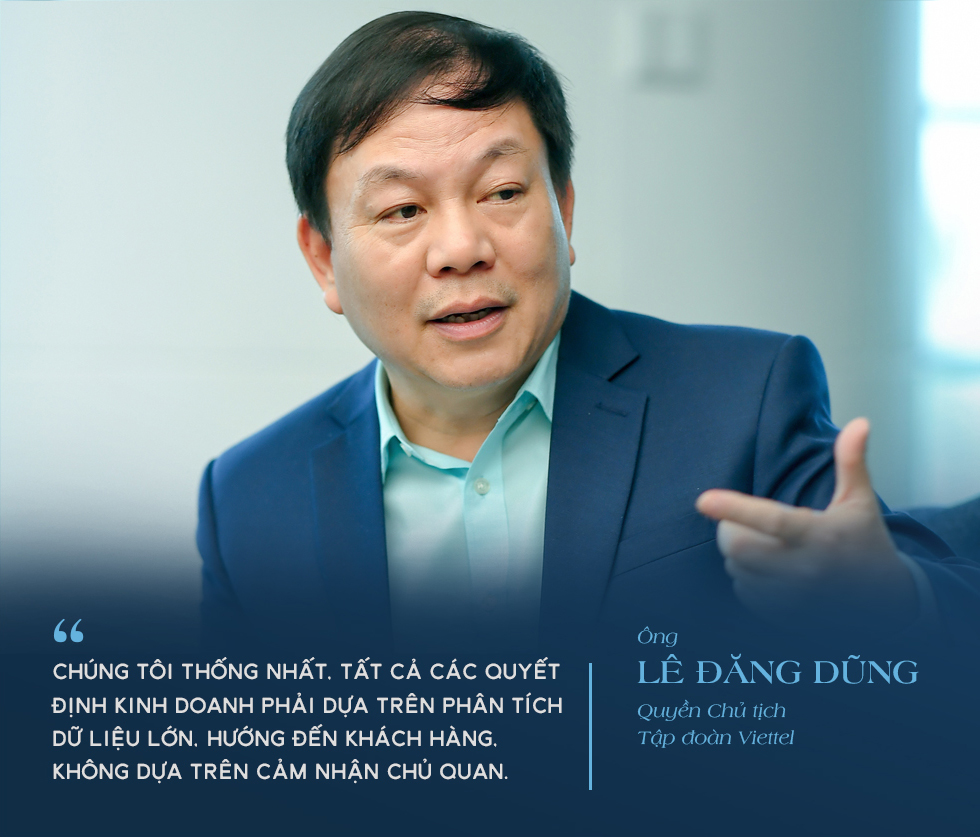 “
CHÚNG TÔI THỐNG NHẤT, TẤT CẢ CÁC QUYẾT
ĐỊNH KINH DOANH PHẢI DỰA TRÊN PHÂN TÍCH
DỮ LIỆU LỚN, HƯỚNG ĐẾN KHÁCH HÀNG,
KHÔNG DỰA TRÊN CẢM NHẬN CHỦ QUAN.
Ông
LÊ ĐĂNG DŨNG
Quyền Chủ tịch
Tập đoàn Viettel